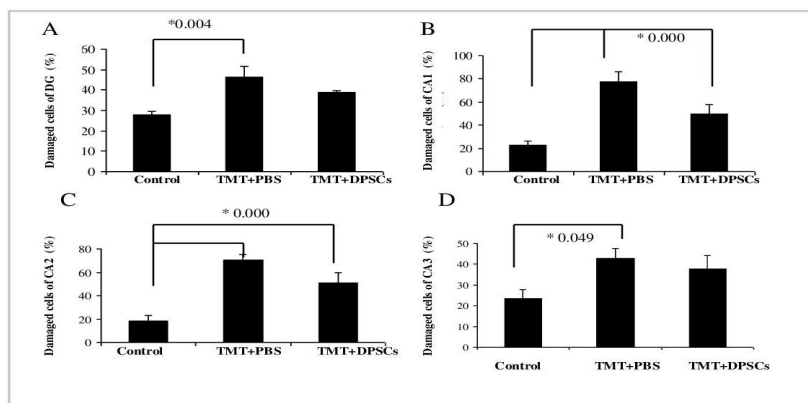 A
*0.004
Damaged cells of DG (%)
60
50
40
30
20
10
0
Control TMT+PBS TMT+DPSCs
B
* 0.000
Damaged cells of CA1 (%)
100
80
60
40
20
0
Control TMT+PBS TMT+DPSCs
C
* 0.000
Damaged cells of CA2 (%)
80
60
40
20
0
Control TMT+PBS TMT+DPSCs
D
* 0.049
Damaged cells of CA3 (%)
50
40
30
20
10
0
Control TMT+PBS TMT+DPSCs